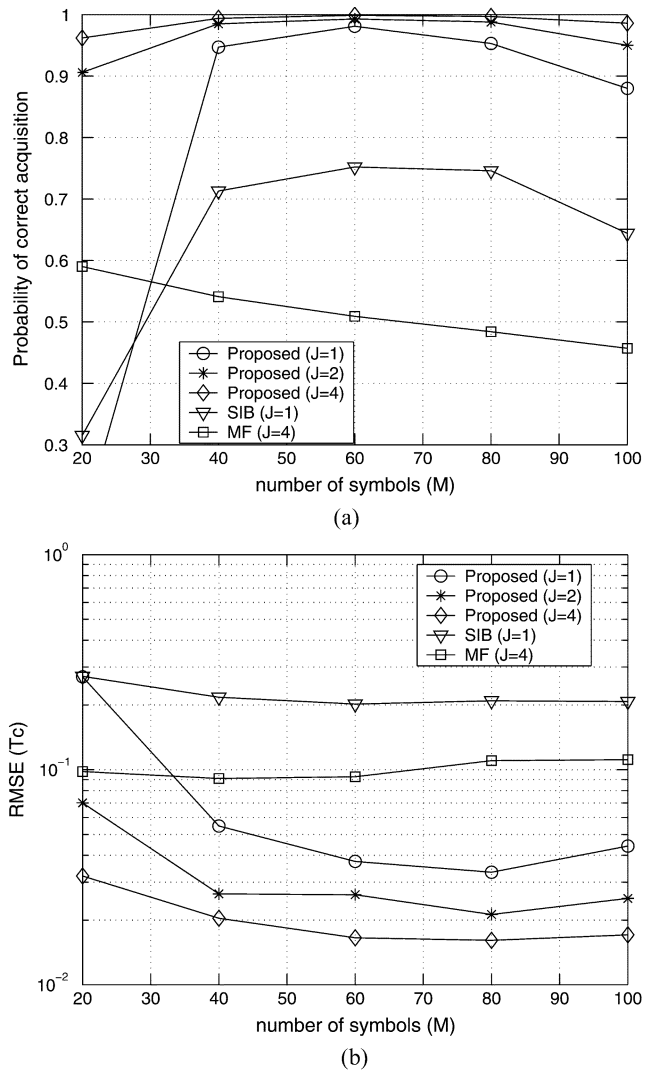 1
0.9
0.8
0.7
0.6
0.5
0.4
0.3
Probability of correct acquisition
Proposed (J=1)
Proposed (J=2)
Proposed (J=4)
SIB (J=1)
MF (J=4)
20 30 40 50 60 70 80 90 100
number of symbols (M)
(a)
10^0
10^-1
10^-2
RMSE (Tc)
Proposed (J=1)
Proposed (J=2)
Proposed (J=4)
SIB (J=1)
MF (J=4)
20 30 40 50 60 70 80 90 100
number of symbols (M)
(b)